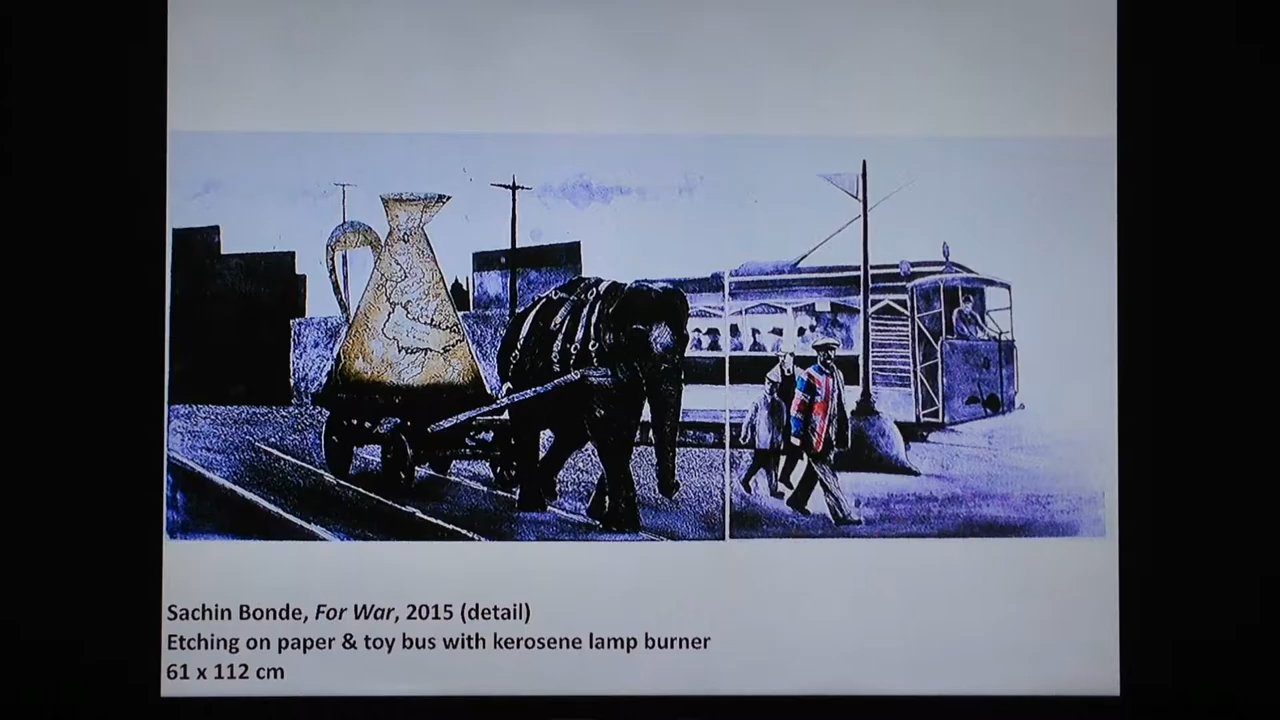 Sachin Bonde, For War, 2015 (detail)
Etching on paper & toy bus with kerosene lamp burner
61 x 112 cm